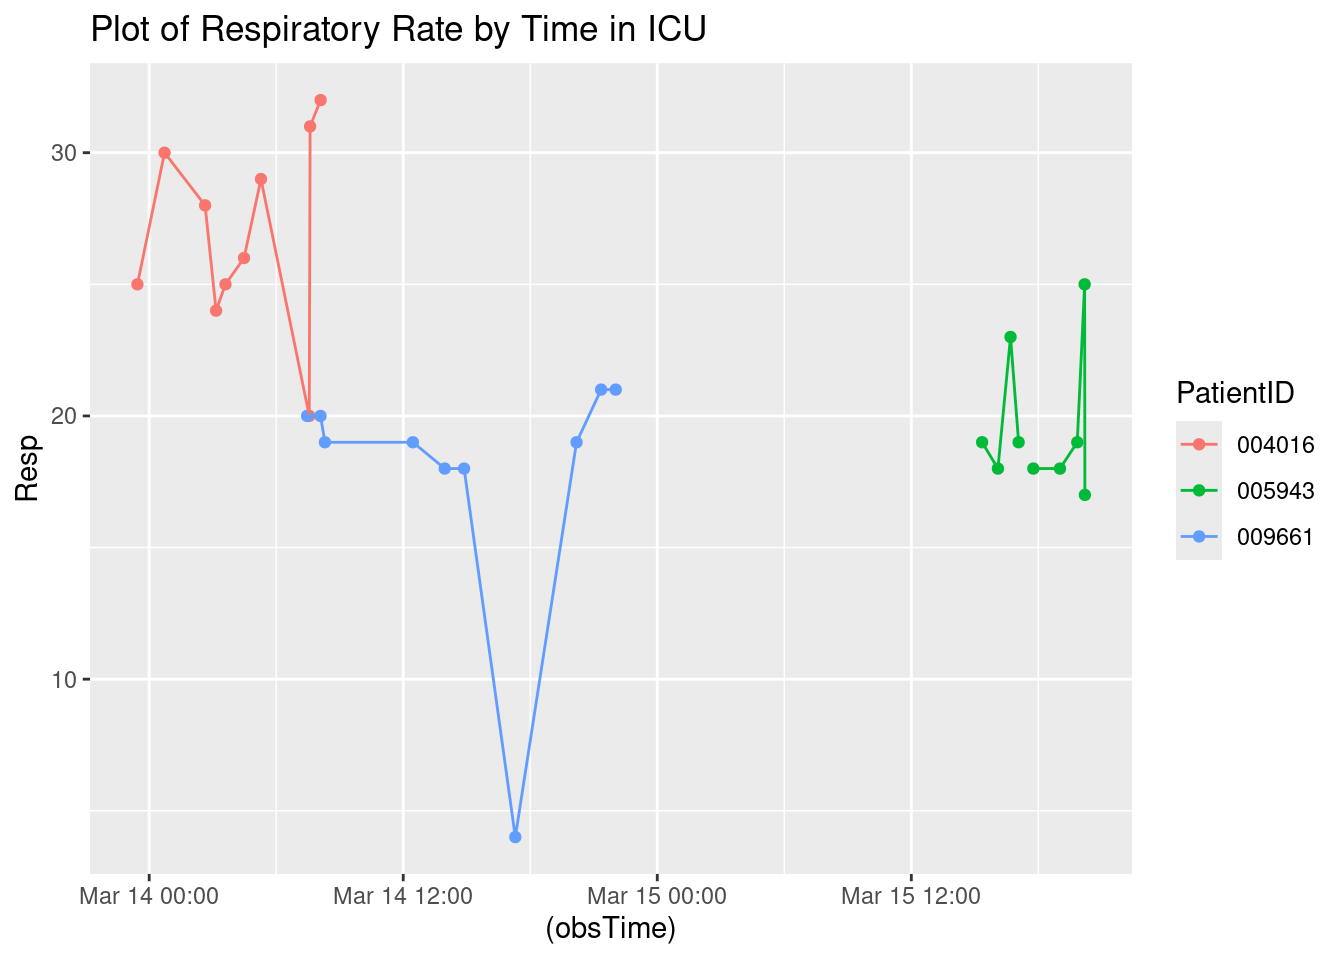 Plot of Respiratory Rate by Time in ICU
30
20
10
Resp
Mar 14 00:00
Mar 14 12:00
Mar 15 00:00
Mar 15 12:00
(obsTime)
PatientID
004016
005943
009661